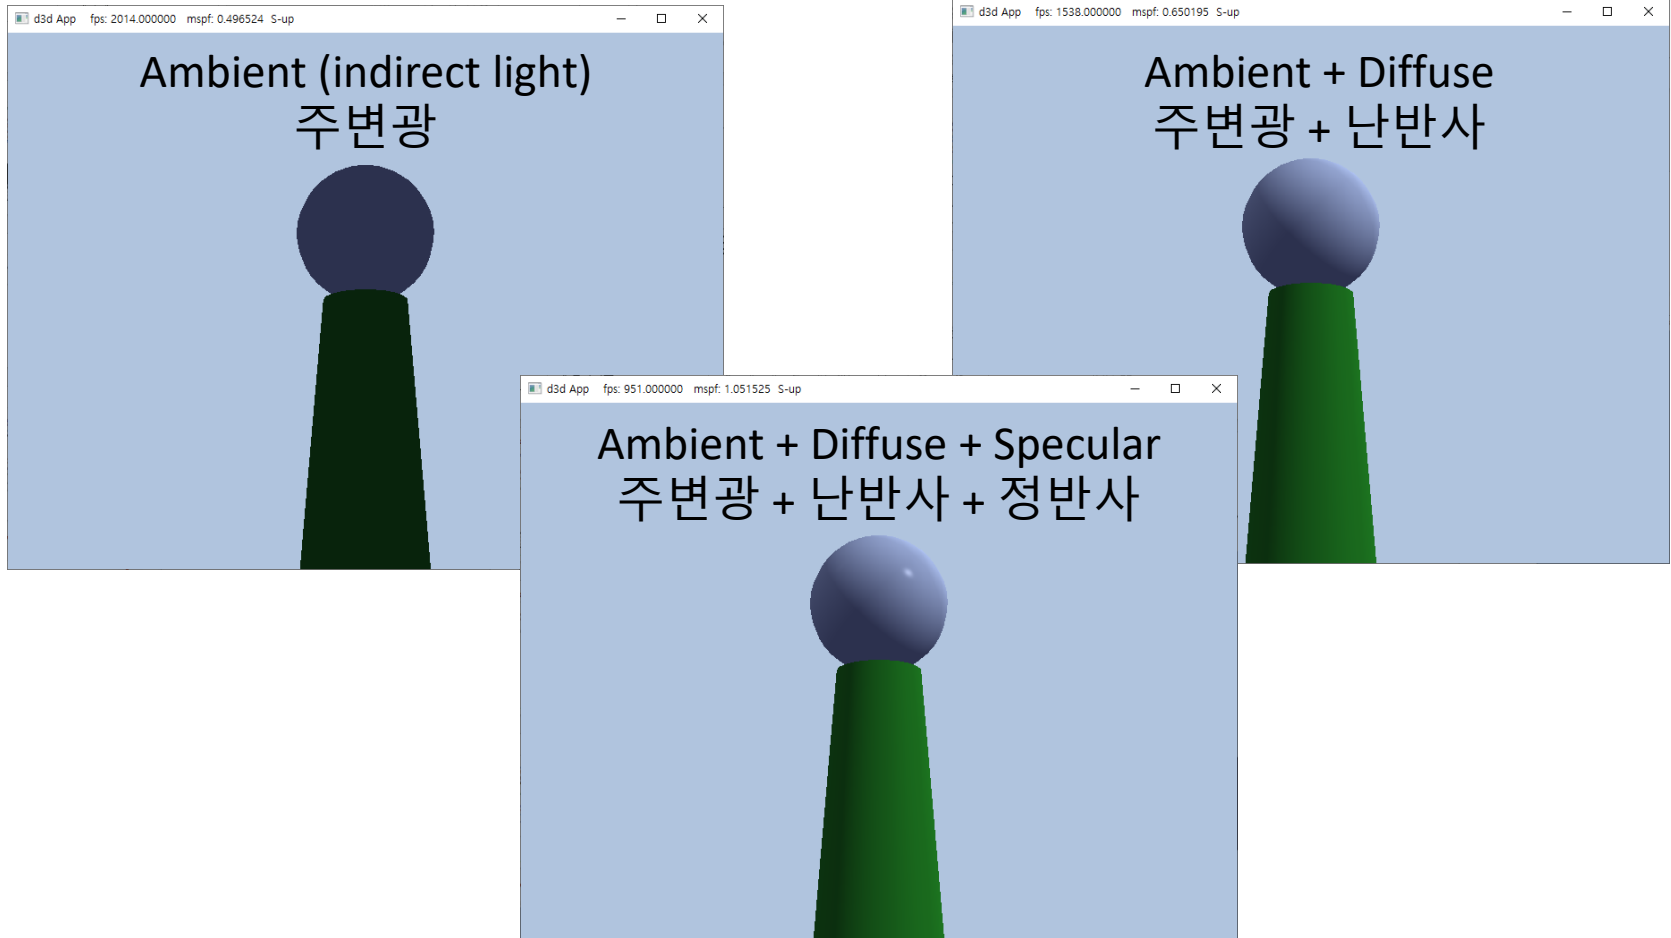 d3d App fps: 2014.000000 mspf: 0.496524 S-up
Ambient (indirect light)
주변광
d3d App fps: 1538.000000 mspf: 0.650195 S-up
Ambient + Diffuse
주변광 + 난반사
d3d App fps: 951.000000 mspf: 1.051525 S-up
Ambient + Diffuse + Specular
주변광 + 난반사 + 정반사